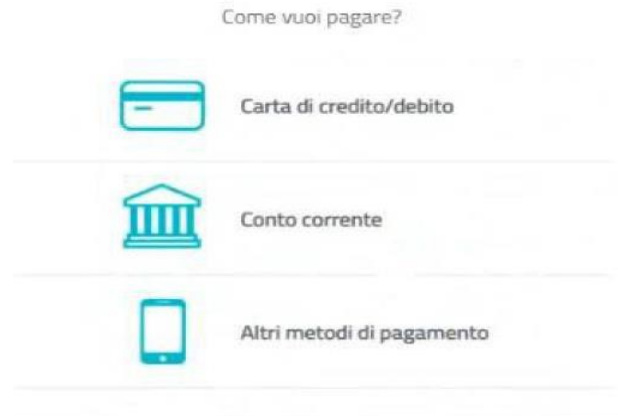 Come vuoi pagare?
Carta di credito/debito
Conto corrente
Altri metodi di pagamento